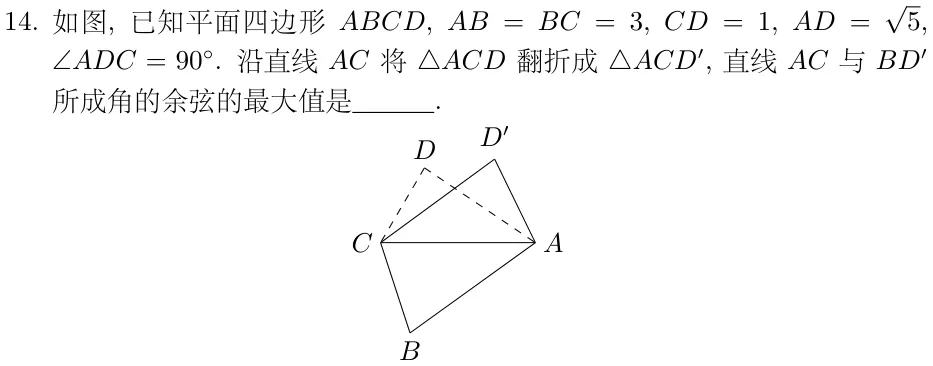 14. 如图, 已知平面四边形 ABCD, AB = BC = 3, CD = 1, AD = √5,
∠ADC = 90°. 沿直线 AC 将 △ACD 翻折成 △ACD′, 直线 AC 与 BD′
所成角的余弦的最大值是______.
D′
D
C
A
B